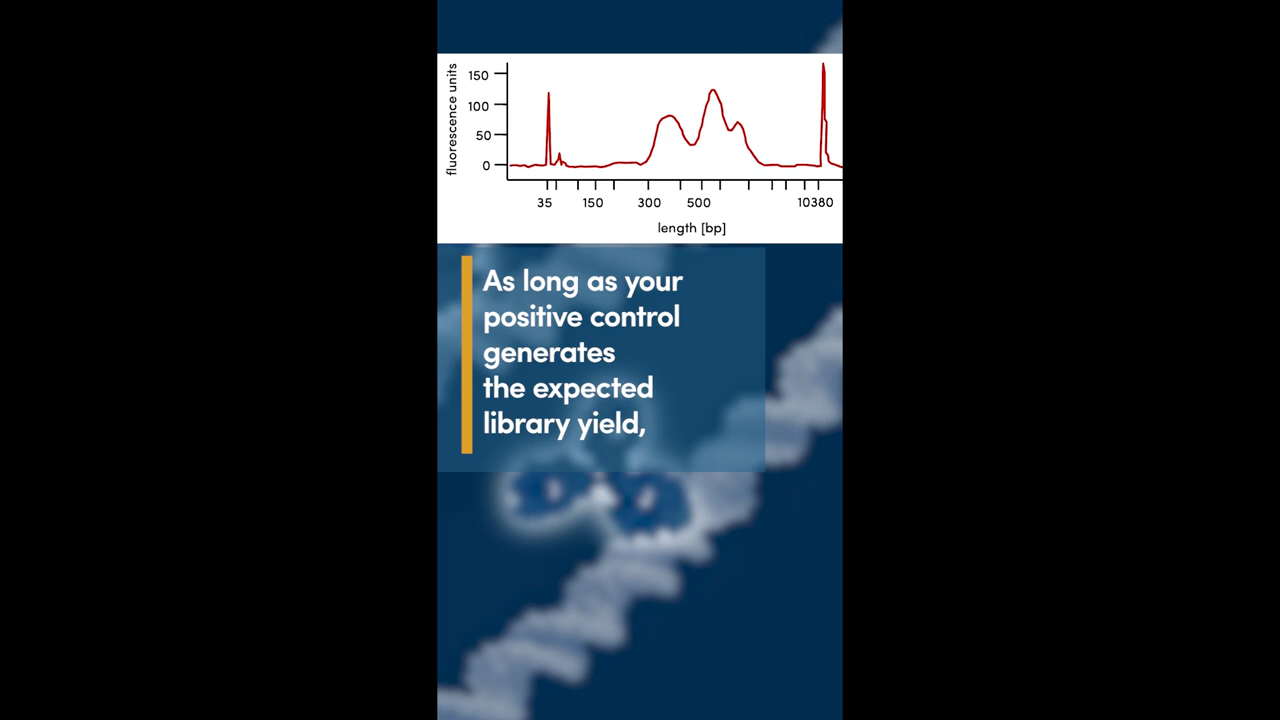 fluorescence units
150
100
50
0
35 150 300 500 10380
length [bp]
As long as your
positive control
generates
the expected
library yield,